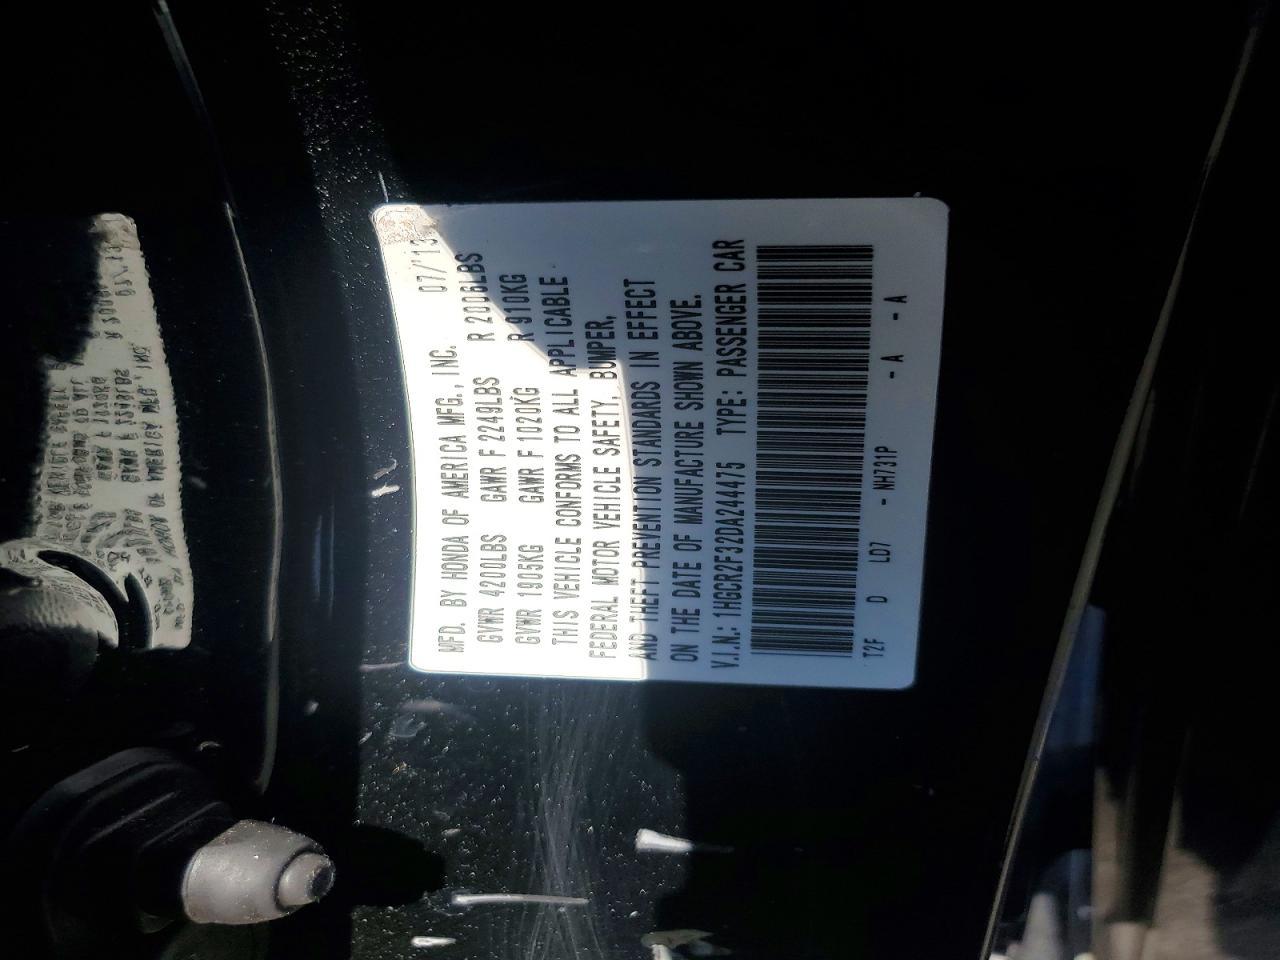 MFD. BY HONDA OF AMERICA MFG., INC. 07/13
GVWR 4200LBS GAWR F 2249LBS R 2006LBS
GVWR 1905KG GAWR F 1020KG R 910KG
THIS VEHICLE CONFORMS TO ALL APPLICABLE
FEDERAL MOTOR VEHICLE SAFETY, BUMPER,
AND THEFT PREVENTION STANDARDS IN EFFECT
ON THE DATE OF MANUFACTURE SHOWN ABOVE.
V.I.N.: 1HGCR2F32DA244475 TYPE: PASSENGER CAR
T2F D LD7 - NH731P - A - A